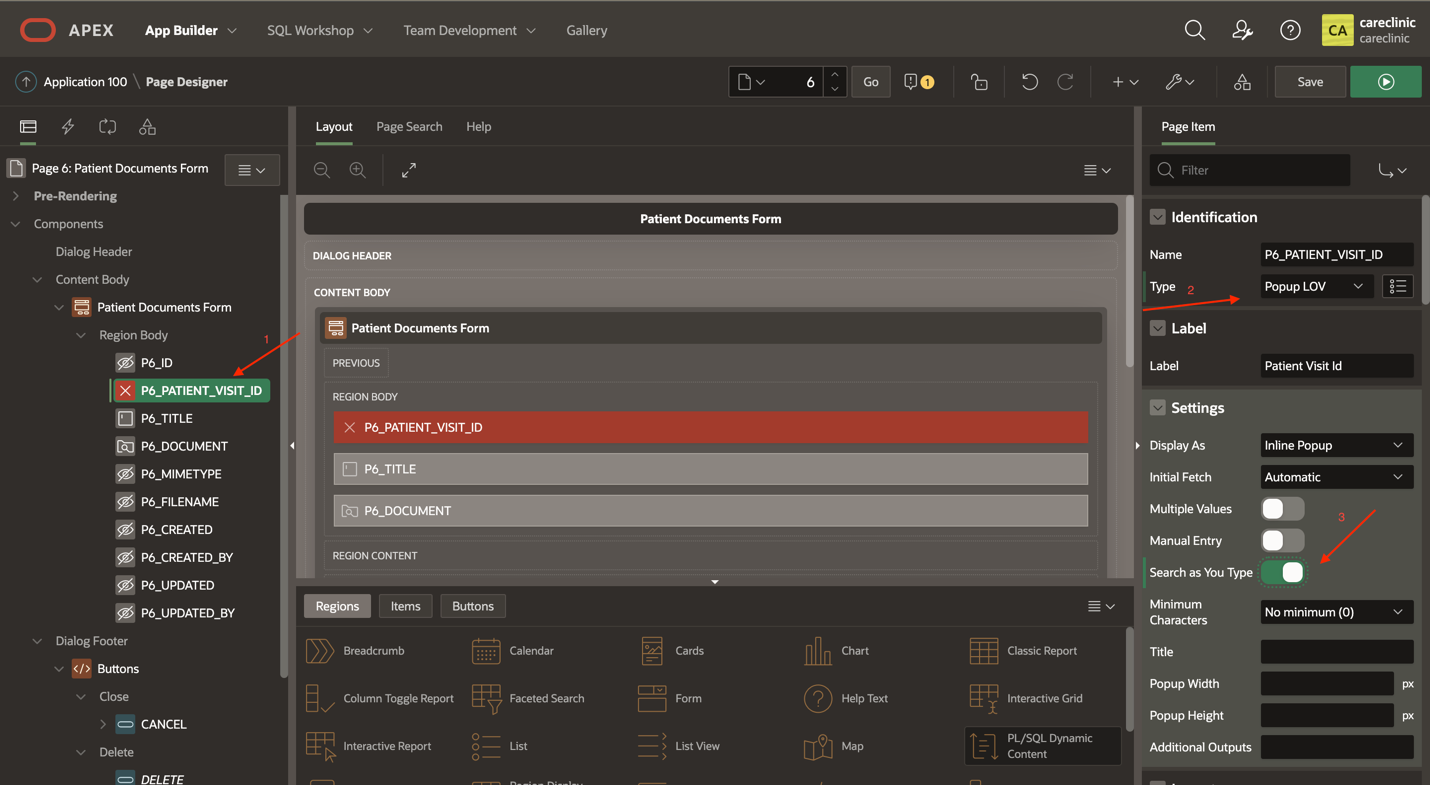 APEX
App Builder
SQL Workshop
Team Development
Gallery
CA
careclinic
careclinic
Application 100 \ Page Designer
6
Go
1
Save
Layout
Page Search
Help
Page Item
Page 6: Patient Documents Form
Filter
Pre-Rendering
Components
Dialog Header
Content Body
Patient Documents Form
Region Body
P6_ID
P6_PATIENT_VISIT_ID
P6_TITLE
P6_DOCUMENT
P6_MIMETYPE
P6_FILENAME
P6_CREATED
P6_CREATED_BY
P6_UPDATED
P6_UPDATED_BY
Dialog Footer
Buttons
Close
CANCEL
Delete
DELETE
1
Patient Documents Form
DIALOG HEADER
CONTENT BODY
Patient Documents Form
PREVIOUS
REGION BODY
P6_PATIENT_VISIT_ID
P6_TITLE
P6_DOCUMENT
REGION CONTENT
Regions
Items
Buttons
Breadcrumb
Calendar
Cards
Chart
Classic Report
Column Toggle Report
Faceted Search
Form
Help Text
Interactive Grid
Interactive Report
List
List View
Map
PL/SQL Dynamic
Content
Region Display
Identification
Name
P6_PATIENT_VISIT_ID
Type
2
Popup LOV
Label
Label
Patient Visit Id
Settings
Display As
Inline Popup
Initial Fetch
Automatic
Multiple Values
3
Manual Entry
Search as You Type
Minimum
Characters
No minimum (0)
Title
Popup Width
px
Popup Height
px
Additional Outputs